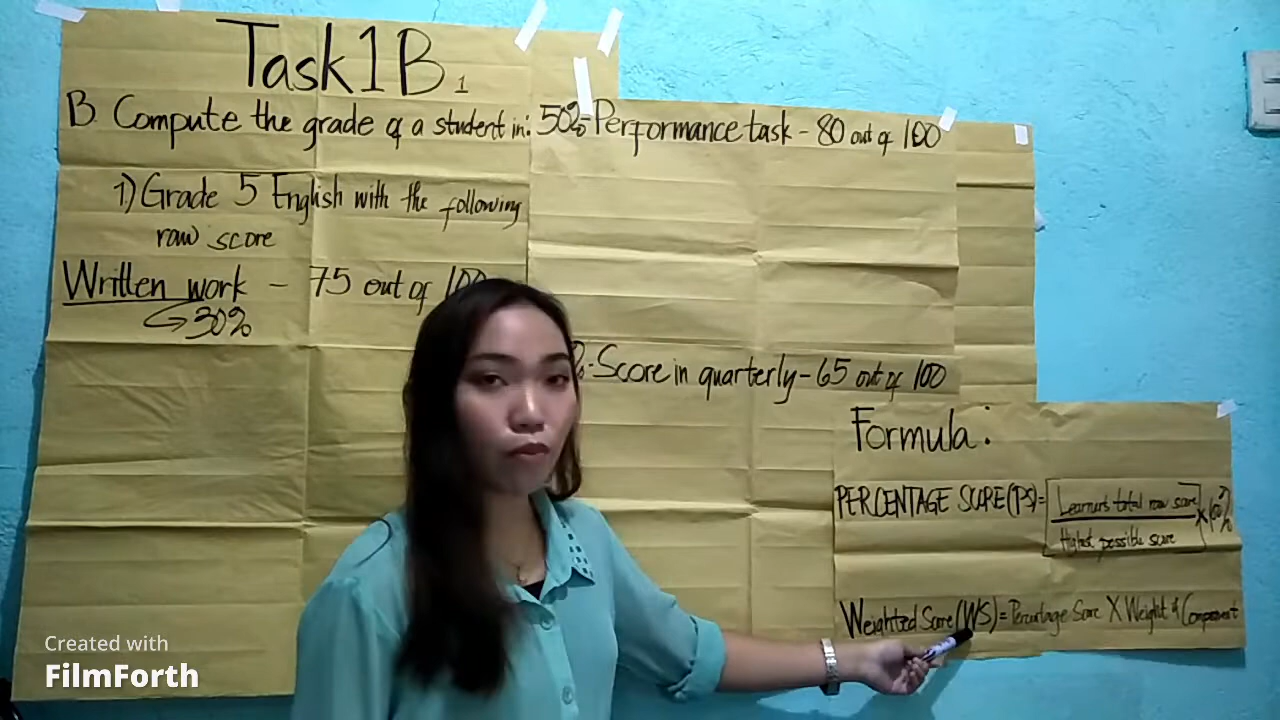 Task 1 B. 1
B. Compute the grade of a student in:
1) Grade 5 English with the following
raw score
Written work - 75 out of 100
30%
50%-Performance task - 80 out of 100
-Score in quarterly - 65 out of 100
Formula:
PERCENTAGE SCORE (PS) =
Learners total raw score
Highest possible score
X 100%
Weighted Score (WS) = Percentage Score X Weight of Component
Created with
FilmForth